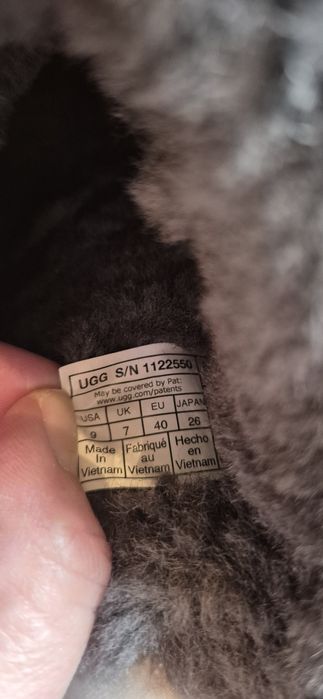 UGG S/N 1122550
May be covered by Pat:
www.ugg.com/patents
USA UK EU JAPAN
9 7 40 26
Made Fabriqué Hecho
In au en
Vietnam Vietnam Vietnam